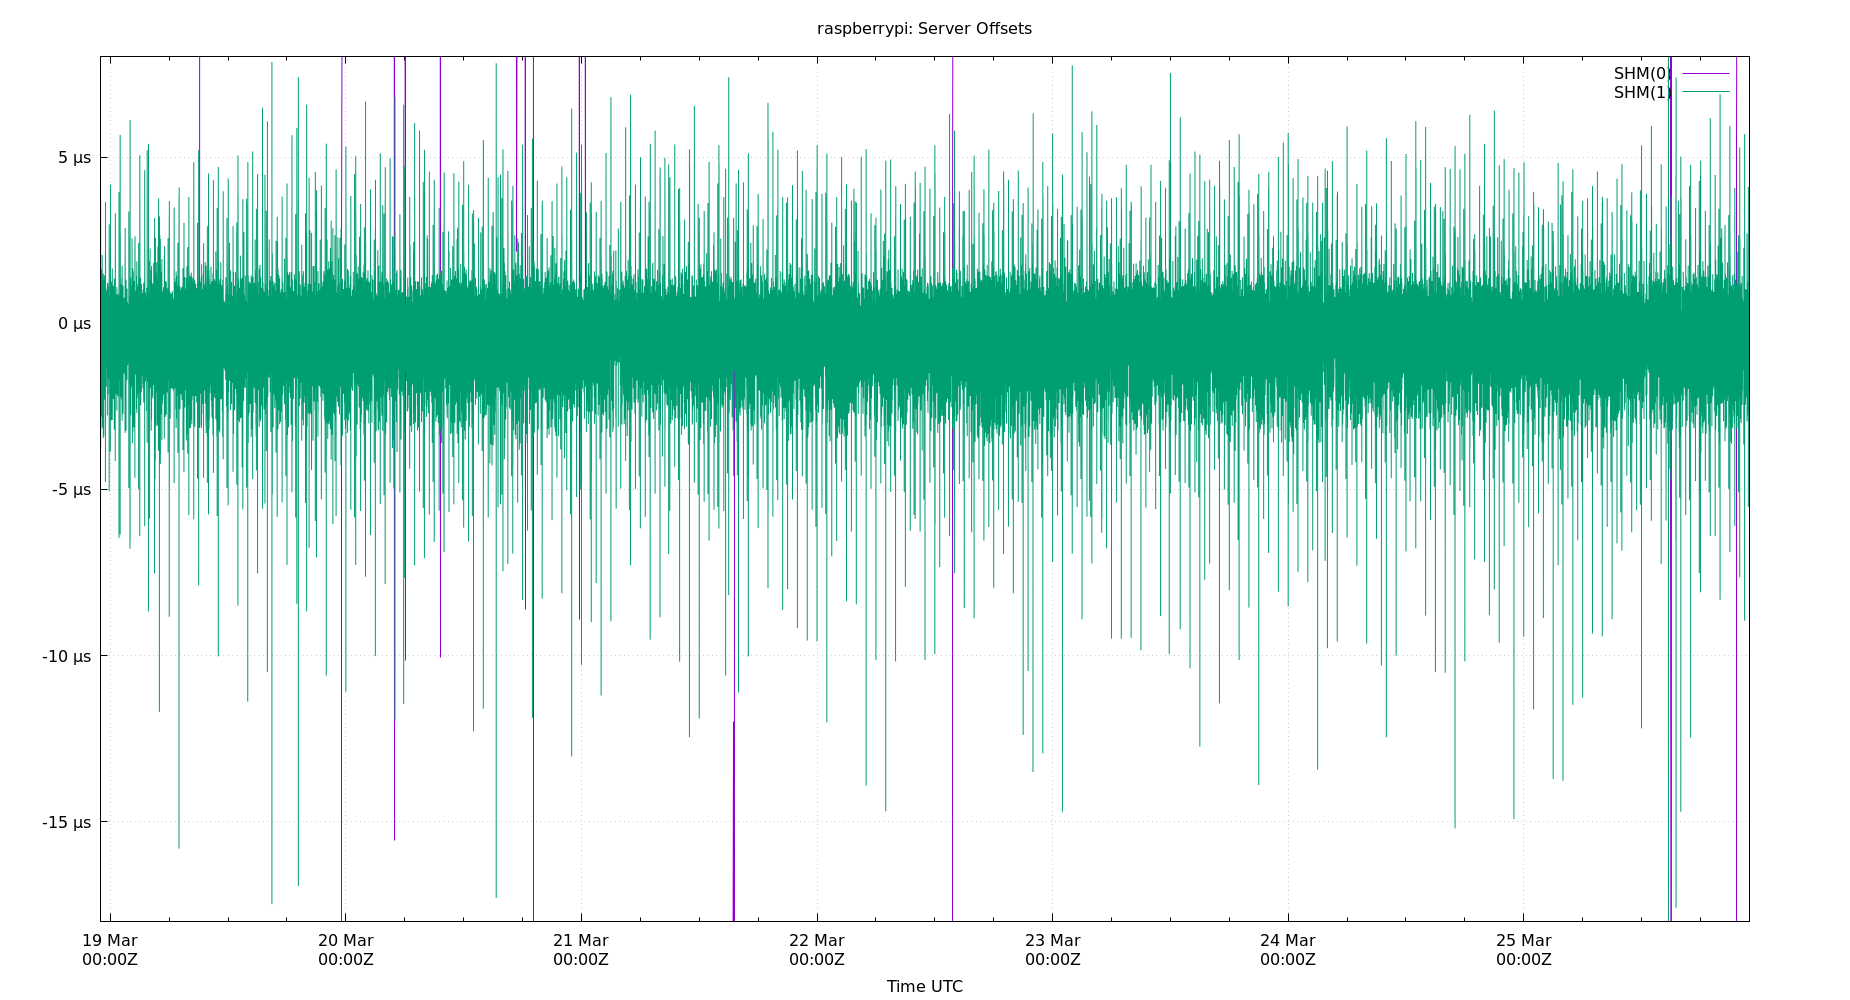 raspberrypi: Server Offsets
SHM(0)
SHM(1)
5 µs
0 µs
-5 µs
-10 µs
-15 µs
19 Mar 20 Mar 21 Mar 22 Mar 23 Mar 24 Mar 25 Mar
00:00Z 00:00Z 00:00Z 00:00Z 00:00Z 00:00Z 00:00Z
Time UTC